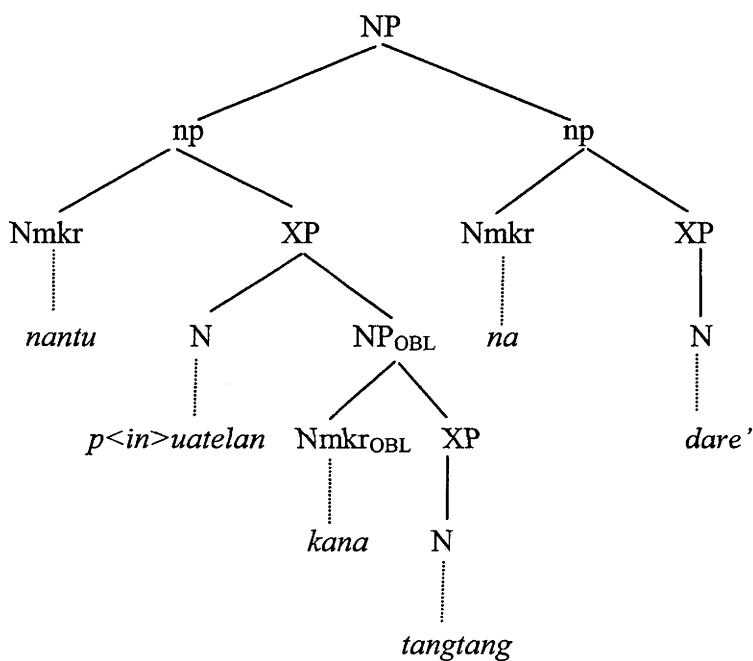 NP
np np
Nmkr XP Nmkr XP
nantu N NP_OBL na N
p<in>uatelan Nmkr_OBL XP dare’
kana N
tangtang